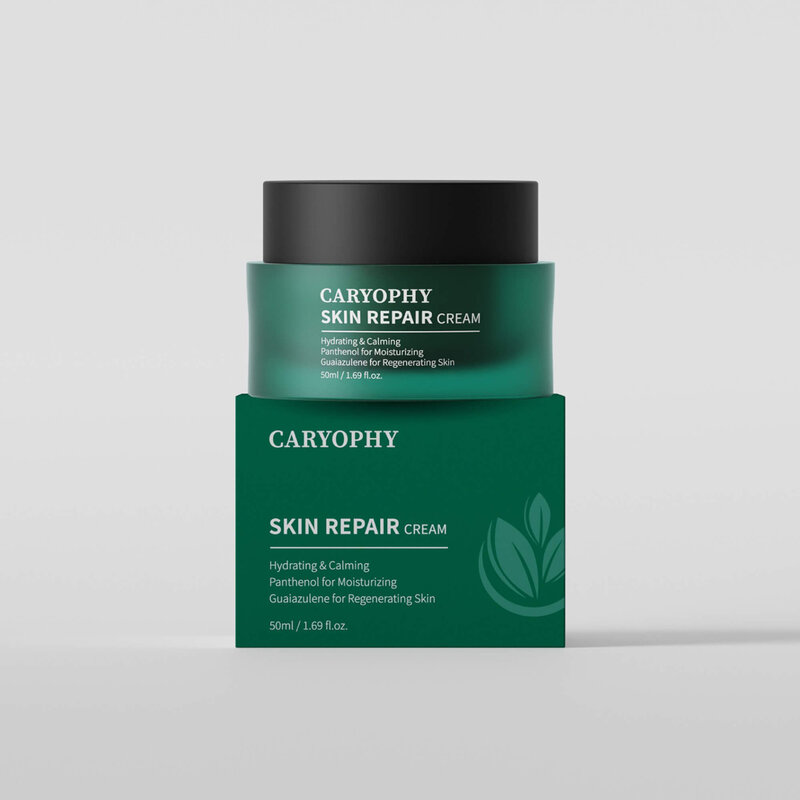 CARYOPHY
SKIN REPAIR CREAM
Hydrating & Calming
Panthenol for Moisturizing
Guaiazulene for Regenerating Skin
50ml / 1.69 fl.oz.
CARYOPHY
SKIN REPAIR CREAM
Hydrating & Calming
Panthenol for Moisturizing
Guaiazulene for Regenerating Skin
50ml / 1.69 fl.oz.